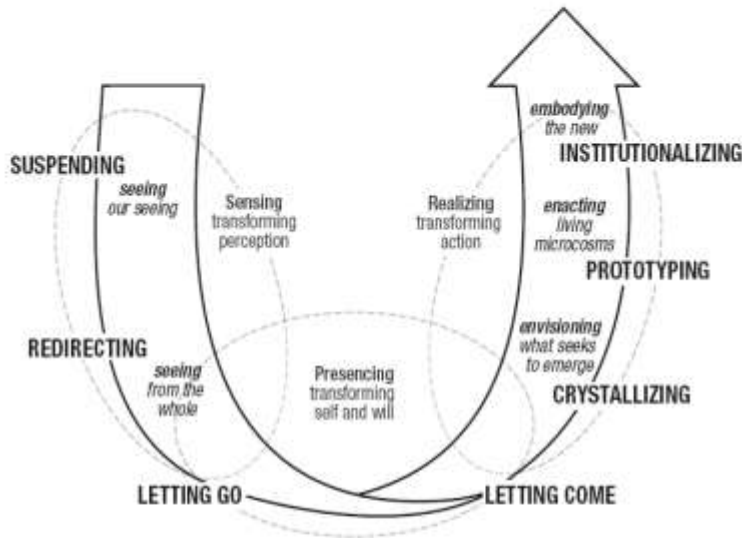 SUSPENDING
seeing
our seeing
Sensing
transforming
perception
REDIRECTING
seeing
from the
whole
LETTING GO
Presencing
transforming
self and will
LETTING COME
CRYSTALLIZING
envisioning
what seeks
to emerge
PROTOTYPING
enacting
living
microcosms
Realizing
transforming
action
INSTITUTIONALIZING
embodying
the new